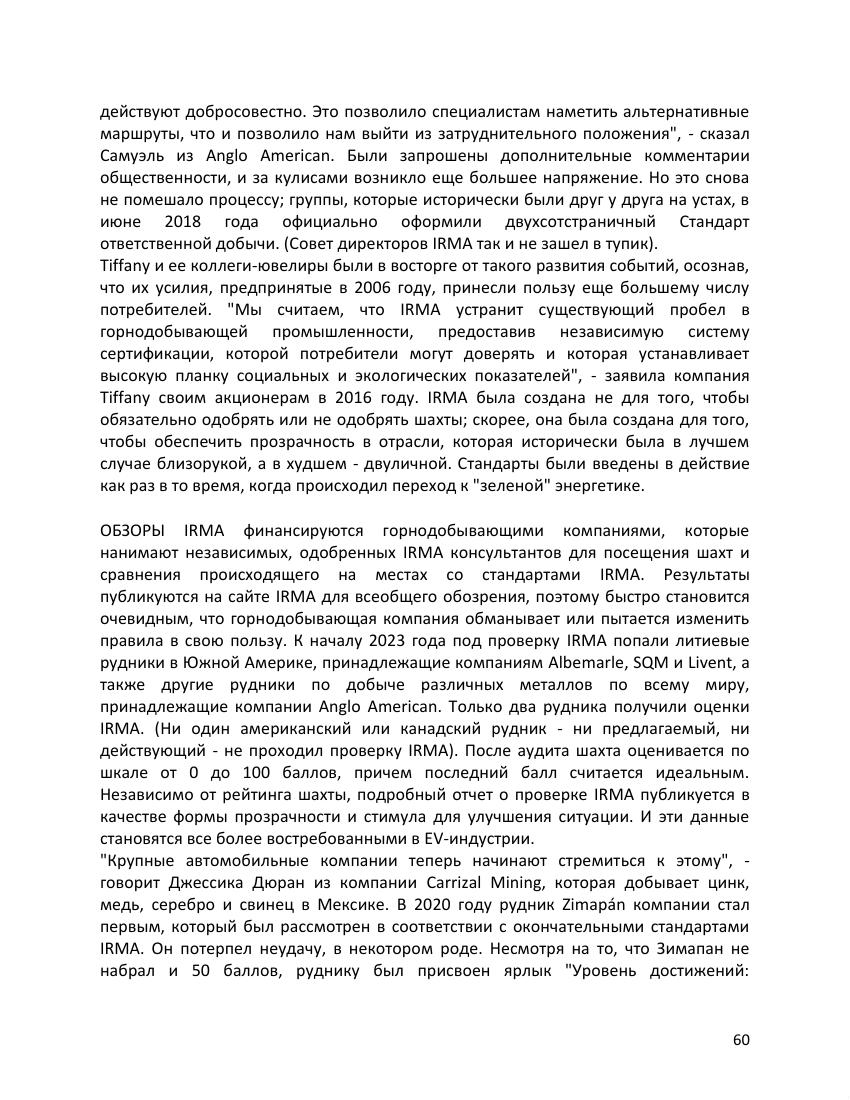 действуют добросовестно. Это позволило специалистам наметить альтернативные
маршруты, что и позволило нам выйти из затруднительного положения", - сказал
Самуэль из Anglo American. Были запрошены дополнительные комментарии
общественности, и за кулисами возникло еще большее напряжение. Но это снова
не помешало процессу; группы, которые исторически были друг у друга на устах, в
июне 2018 года официально оформили двухсотстраничный Стандарт
ответственной добычи. (Совет директоров IRMA так и не зашел в тупик).
Tiffany и ее коллеги-ювелиры были в восторге от такого развития событий, осознав,
что их усилия, предпринятые в 2006 году, принесли пользу еще большему числу
потребителей. "Мы считаем, что IRMA устранит существующий пробел в
горнодобывающей промышленности, предоставив независимую систему
сертификации, которой потребители могут доверять и которая устанавливает
высокую планку социальных и экологических показателей", - заявила компания
Tiffany своим акционерам в 2016 году. IRMA была создана не для того, чтобы
обязательно одобрять или не одобрять шахты; скорее, она была создана для того,
чтобы обеспечить прозрачность в отрасли, которая исторически была в лучшем
случае близорукой, а в худшем - двуличной. Стандарты были введены в действие
как раз в то время, когда происходил переход к "зеленой" энергетике.
ОБЗОРЫ IRMA финансируются горнодобывающими компаниями, которые
нанимают независимых, одобренных IRMA консультантов для посещения шахт и
сравнения происходящего на местах со стандартами IRMA. Результаты
публикуются на сайте IRMA для всеобщего обозрения, поэтому быстро становится
очевидным, что горнодобывающая компания обманывает или пытается изменить
правила в свою пользу. К началу 2023 года под проверку IRMA попали литиевые
рудники в Южной Америке, принадлежащие компаниям Albemarle, SQM и Livent, а
также другие рудники по добыче различных металлов по всему миру,
принадлежащие компании Anglo American. Только два рудника получили оценки
IRMA. (Ни один американский или канадский рудник - ни предлагаемый, ни
действующий - не проходил проверку IRMA). После аудита шахта оценивается по
шкале от 0 до 100 баллов, причем последний балл считается идеальным.
Независимо от рейтинга шахты, подробный отчет о проверке IRMA публикуется в
качестве формы прозрачности и стимула для улучшения ситуации. И эти данные
становятся все более востребованными в EV-индустрии.
"Крупные автомобильные компании теперь начинают стремиться к этому", -
говорит Джессика Дюран из компании Carrizal Mining, которая добывает цинк,
медь, серебро и свинец в Мексике. В 2020 году рудник Zimapán компании стал
первым, который был рассмотрен в соответствии с окончательными стандартами
IRMA. Он потерпел неудачу, в некотором роде. Несмотря на то, что Зимапан не
набрал и 50 баллов, руднику был присвоен ярлык "Уровень достижений:
60